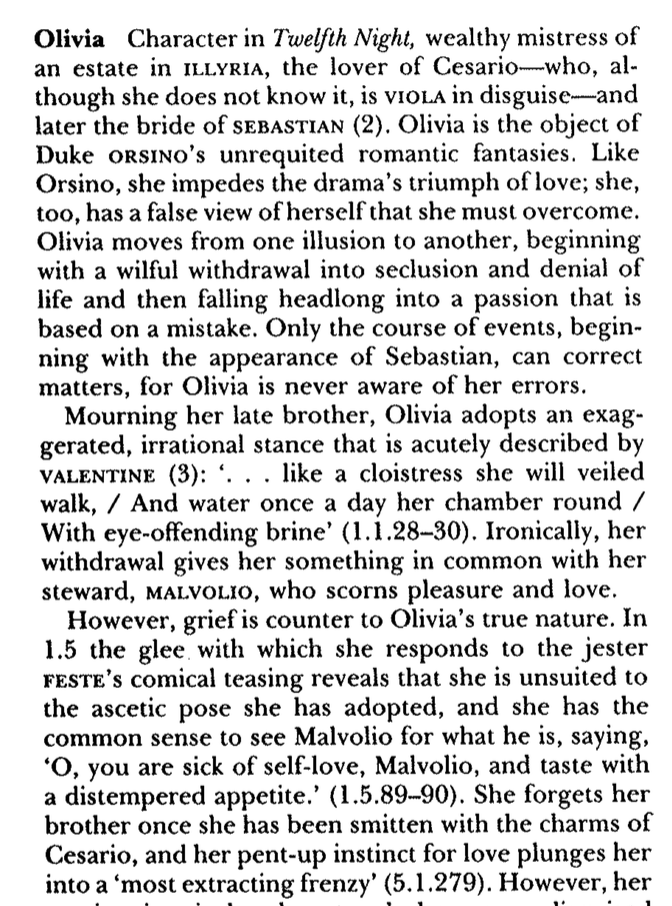 Olivia Character in Twelfth Night, wealthy mistress of
an estate in ILLYRIA, the lover of Cesario—who, al-
though she does not know it, is VIOLA in disguise—and
later the bride of SEBASTIAN (2). Olivia is the object of
Duke ORSINO'S unrequited romantic fantasies. Like
Orsino, she impedes the drama's triumph of love; she,
too, has a false view of herself that she must overcome.
Olivia moves from one illusion to another, beginning
with a wilful withdrawal into seclusion and denial of
life and then falling headlong into a passion that is
based on a mistake. Only the course of events, begin-
ning with the appearance of Sebastian, can correct
matters, for Olivia is never aware of her errors.
Mourning her late brother, Olivia adopts an exag-
gerated, irrational stance that is acutely described by
VALENTINE (3): '. . . like a cloistress she will veiled
walk, / And water once a day her chamber round /
With eye-offending brine' (1.1.28–30). Ironically, her
withdrawal gives her something in common with her
steward, MALVOLIO, who scorns pleasure and love.
However, grief is counter to Olivia's true nature. In
1.5 the glee with which she responds to the jester
FESTE'S comical teasing reveals that she is unsuited to
the ascetic pose she has adopted, and she has the
common sense to see Malvolio for what he is, saying,
'O, you are sick of self-love, Malvolio, and taste with
a distempered appetite.' (1.5.89–90). She forgets her
brother once she has been smitten with the charms of
Cesario, and her pent-up instinct for love plunges her
into a 'most extracting frenzy' (5.1.279). However, her